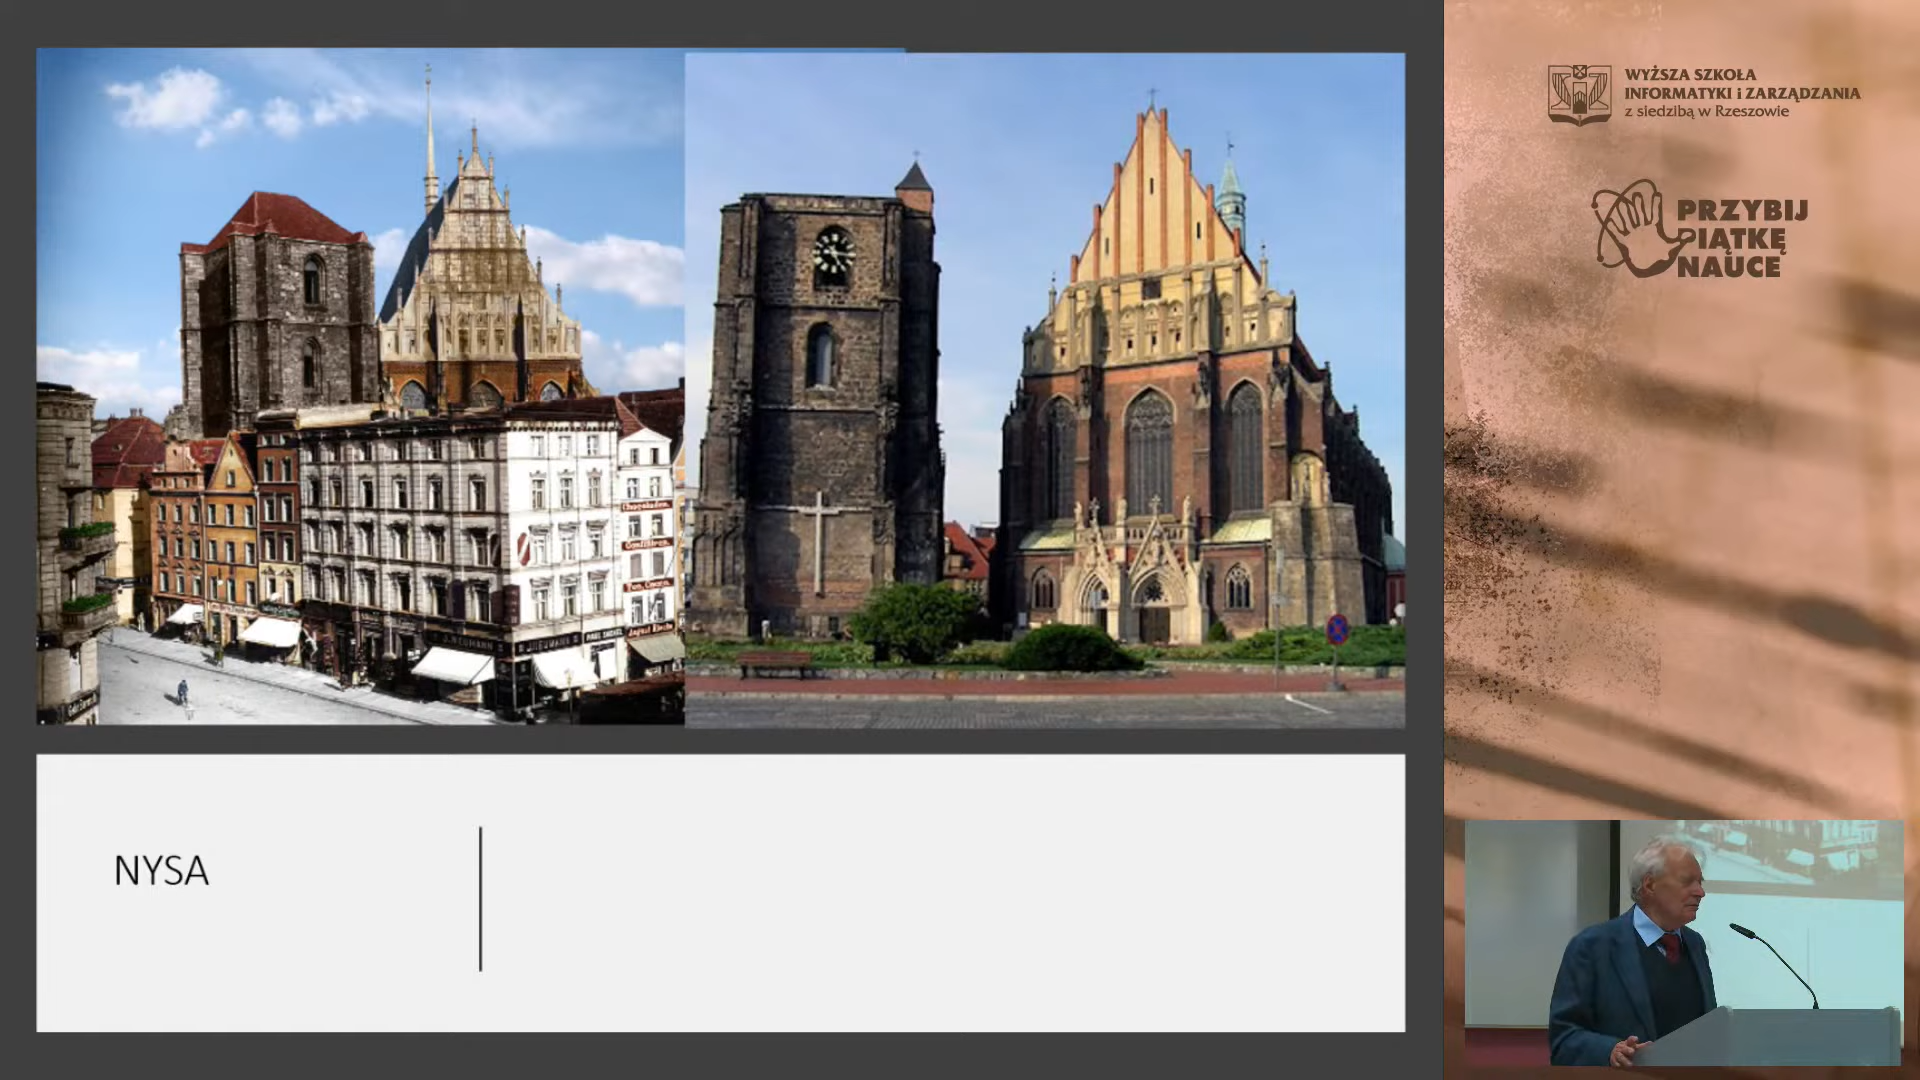 WYŻSZA SZKOŁA
INFORMATYKI i ZARZĄDZANIA
z siedzibą w Rzeszowie
PRZYBIJ
PIĄTKĘ
NAUCE
NYSA